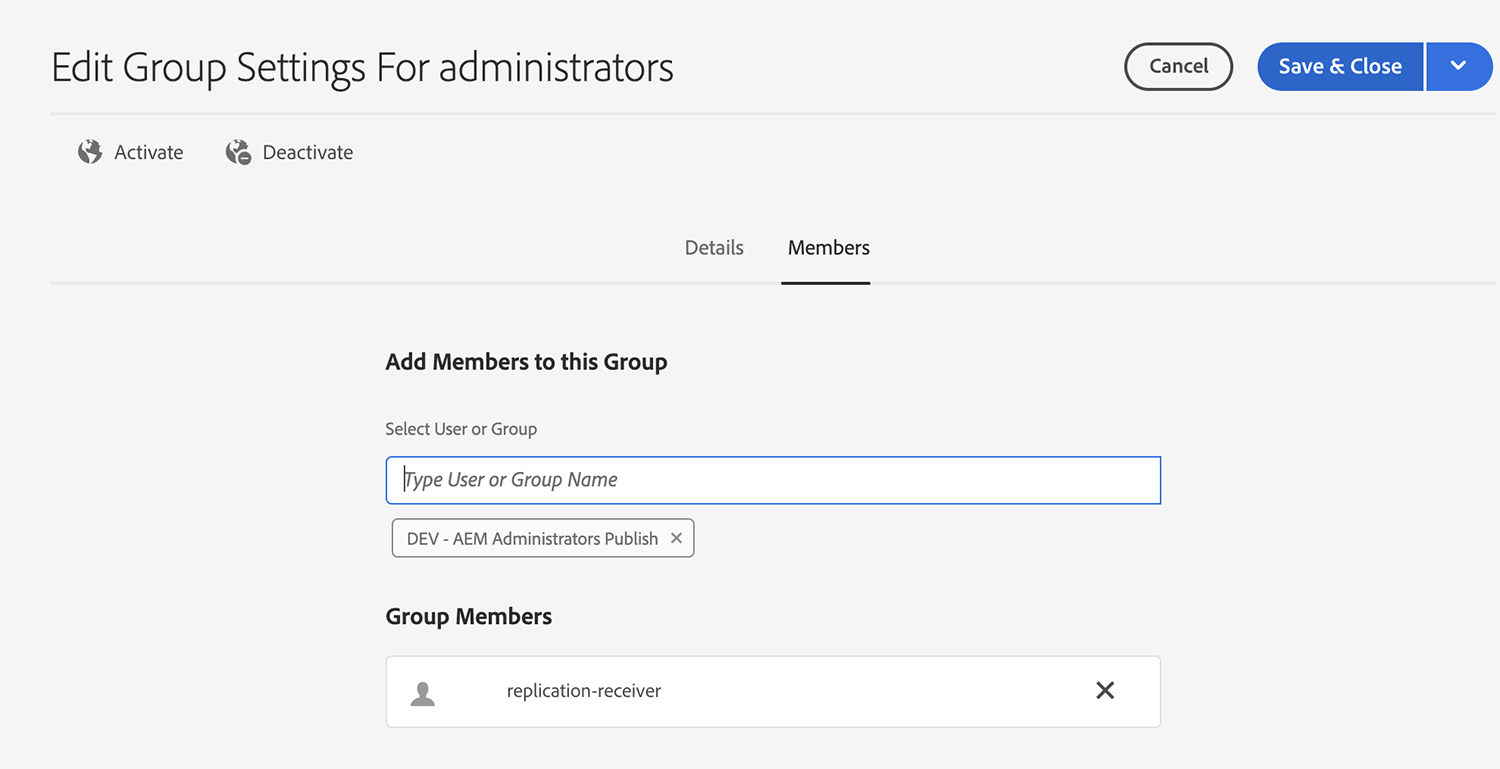 Edit Group Settings For administrators
Cancel
Save & Close
Activate
Deactivate
Details
Members
Add Members to this Group
Select User or Group
Type User or Group Name
DEV - AEM Administrators Publish
Group Members
replication-receiver